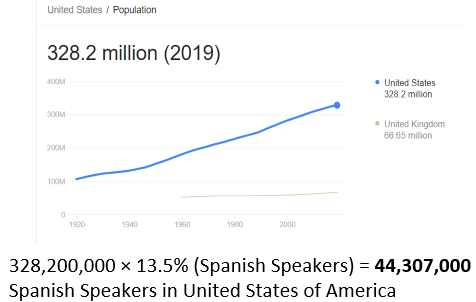 United States / Population
328.2 million (2019)
400M
300M
200M
100M
0
1920 1940 1960 1980 2000
United States
328.2 million
United Kingdom
66.65 million
328,200,000 × 13.5% (Spanish Speakers) = 44,307,000
Spanish Speakers in United States of America